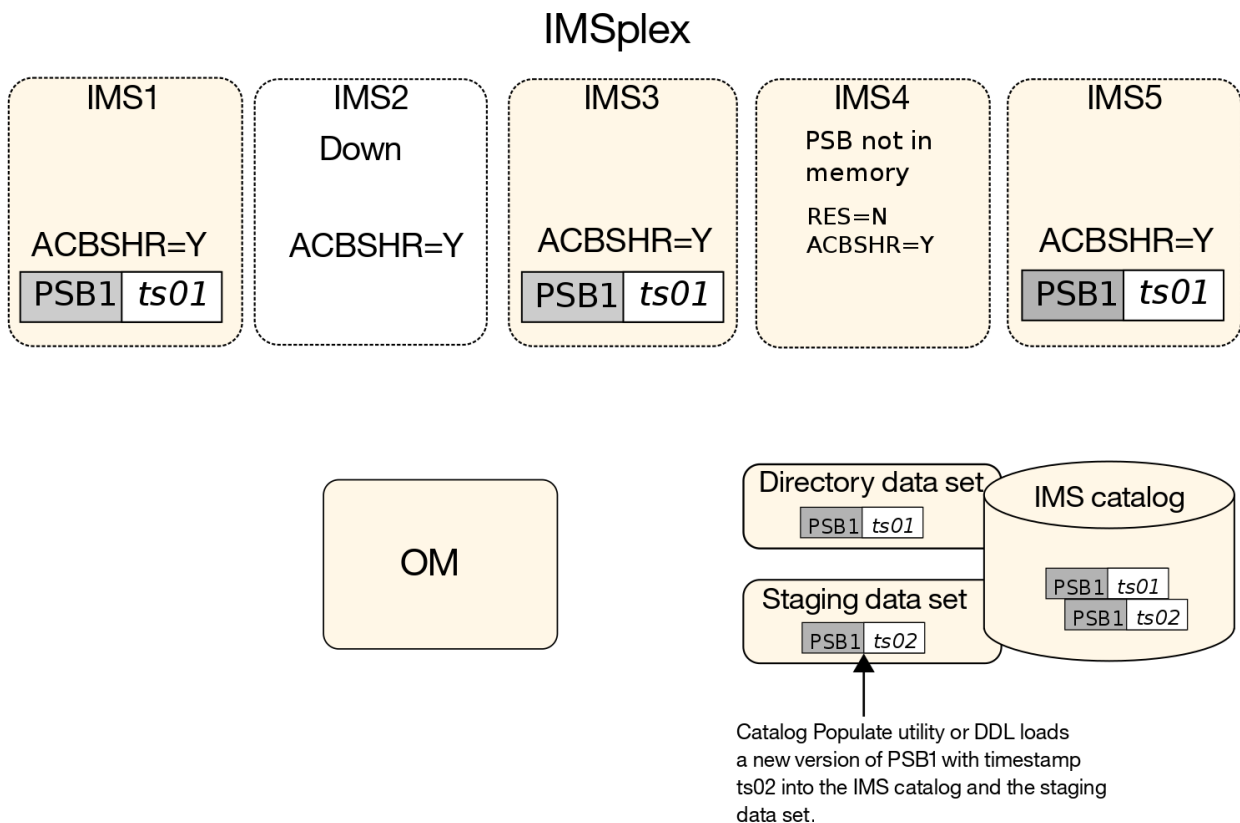 IMSplex
IMS1
ACBSHR=Y
PSB1 ts01
IMS2
Down
ACBSHR=Y
IMS3
ACBSHR=Y
PSB1 ts01
IMS4
PSB not in
memory
RES=N
ACBSHR=Y
IMS5
ACBSHR=Y
PSB1 ts01
OM
Directory data set
PSB1 ts01
Staging data set
PSB1 ts02
IMS catalog
PSB1 ts01
PSB1 ts02
Catalog Populate utility or DDL loads
a new version of PSB1 with timestamp
ts02 into the IMS catalog and the staging
data set.